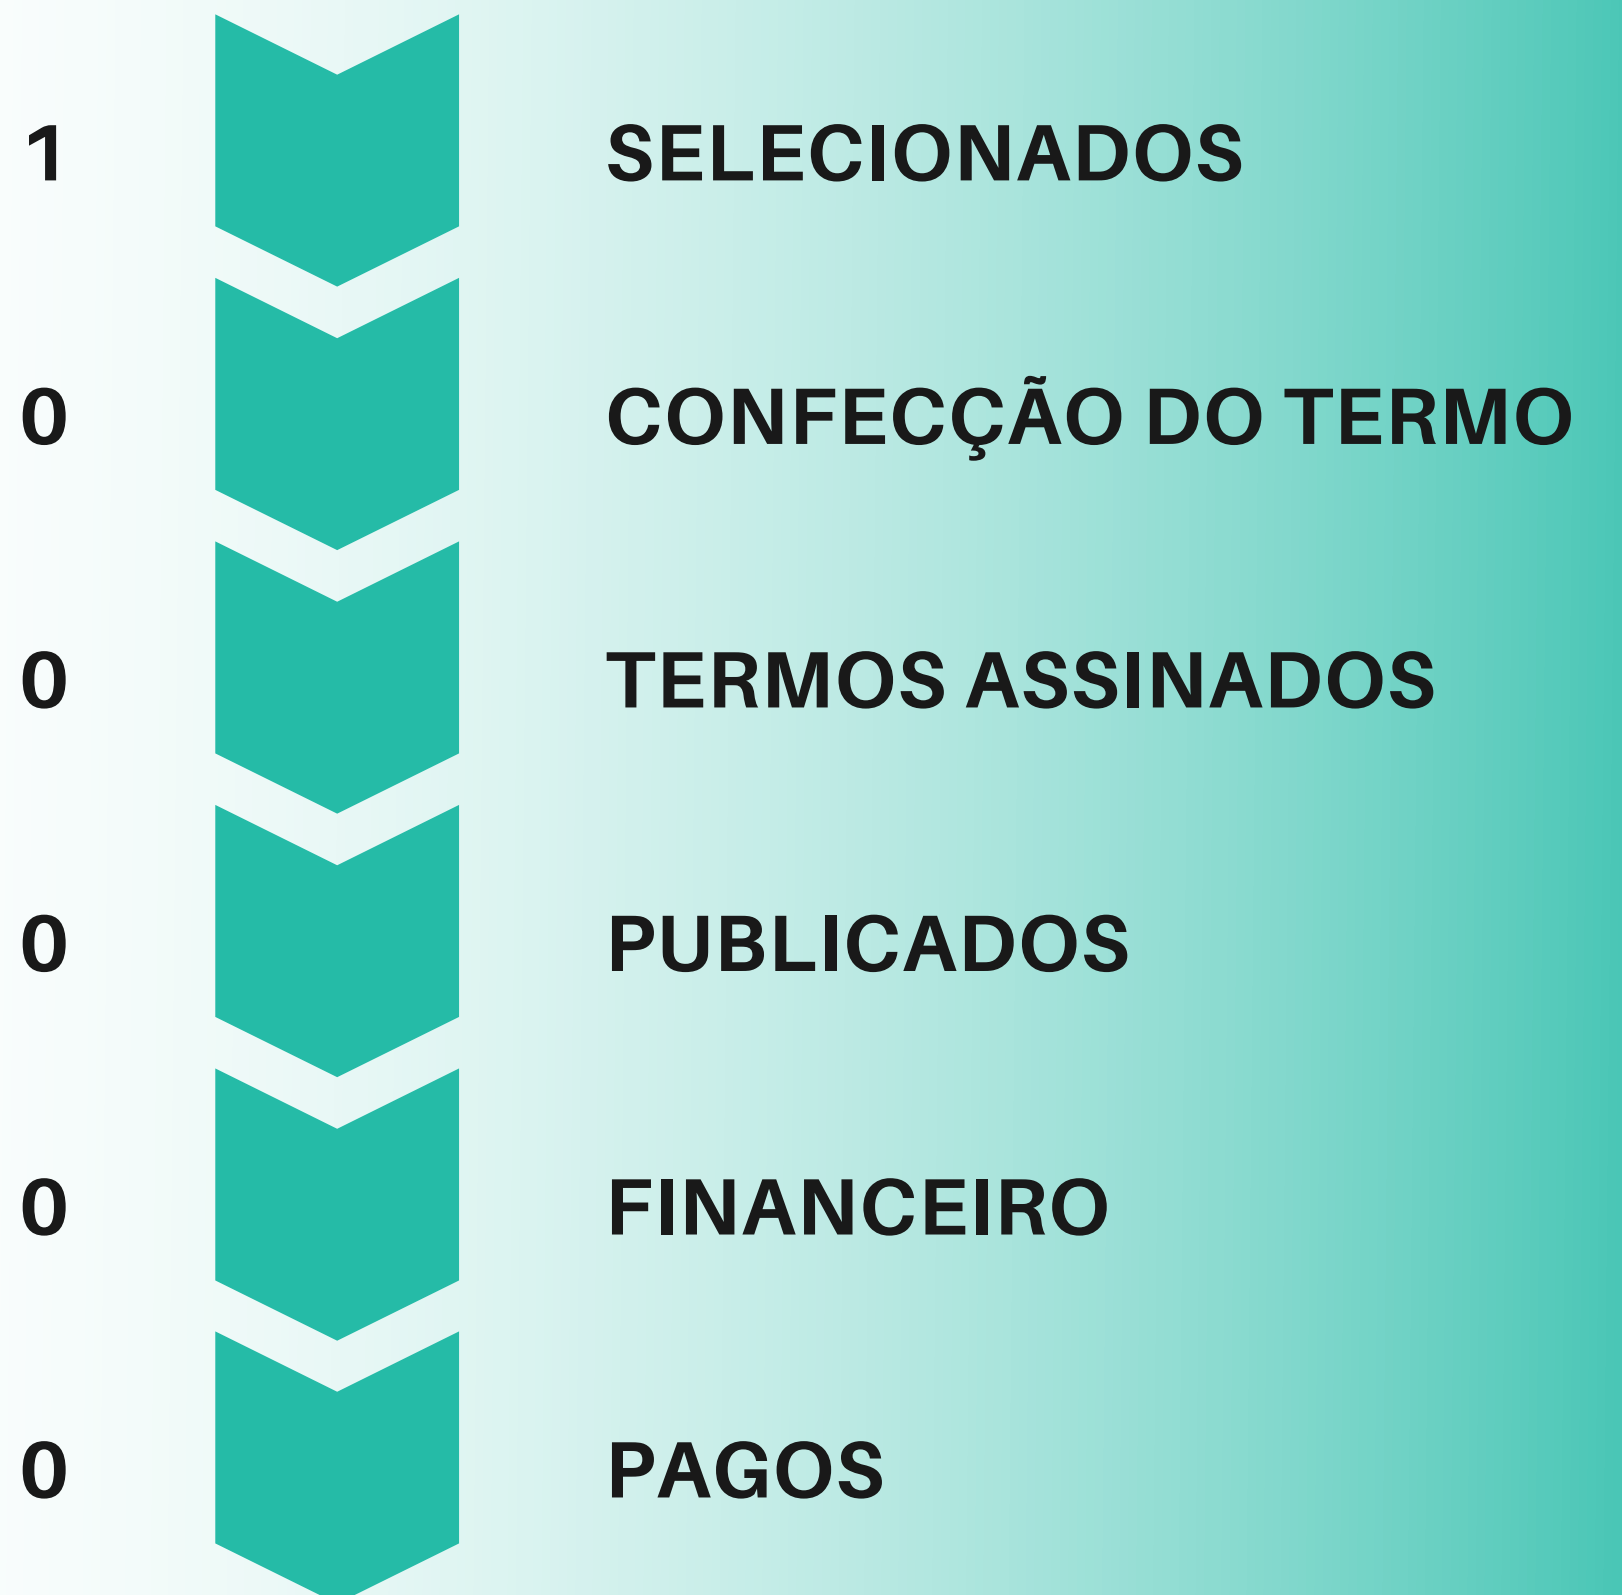 1 SELECIONADOS
0 CONFECÇÃO DO TERMO
0 TERMOS ASSINADOS
0 PUBLICADOS
0 FINANCEIRO
0 PAGOS